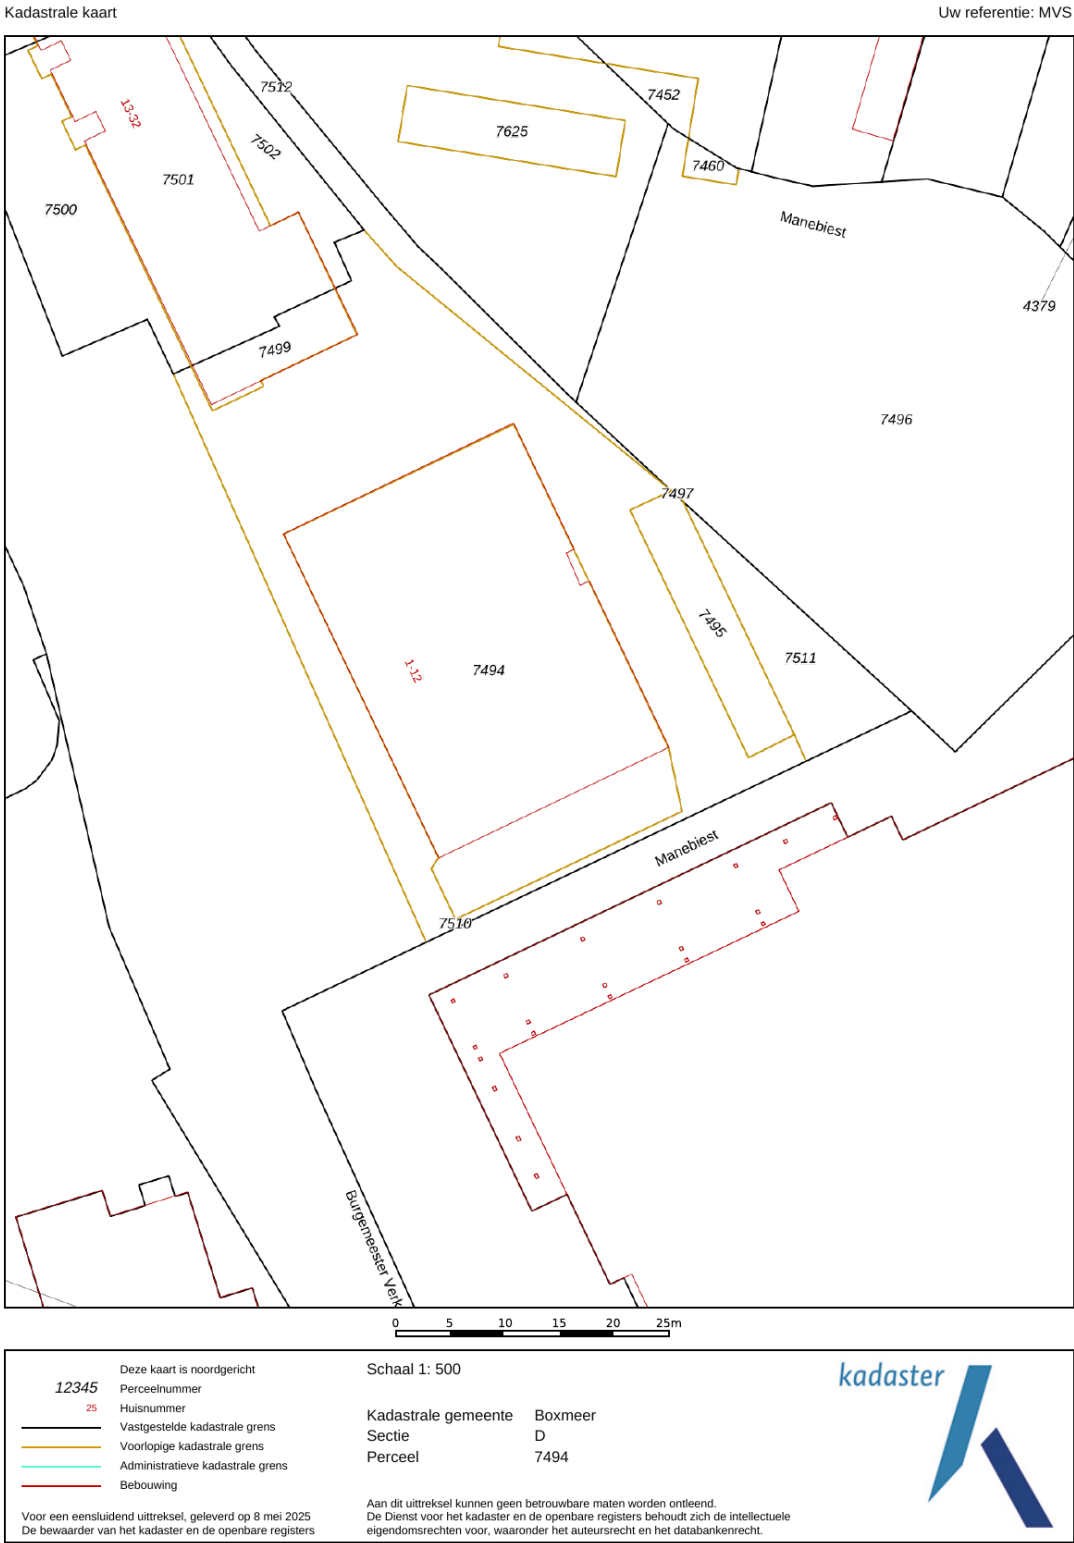 Kadastrale kaart
Uw referentie: MVS
7512
7452
13-32
7625
7502
7460
7501
7500
Manebiest
4379
7499
7496
7497
7495
7511
1-12
7494
Manebiest
7510
Burgemeester Verk
0 5 10 15 20 25m
Deze kaart is noordgericht
12345 Perceelnummer
25 Huisnummer
Vastgestelde kadastrale grens
Voorlopige kadastrale grens
Administratieve kadastrale grens
Bebouwing
Voor een eensluidend uittreksel, geleverd op 8 mei 2025
De bewaarder van het kadaster en de openbare registers
Schaal 1: 500
Kadastrale gemeente Boxmeer
Sectie D
Perceel 7494
Aan dit uittreksel kunnen geen betrouwbare maten worden ontleend.
De Dienst voor het kadaster en de openbare registers behoudt zich de intellectuele
eigendomsrechten voor, waaronder het auteursrecht en het databankenrecht.
kadaster